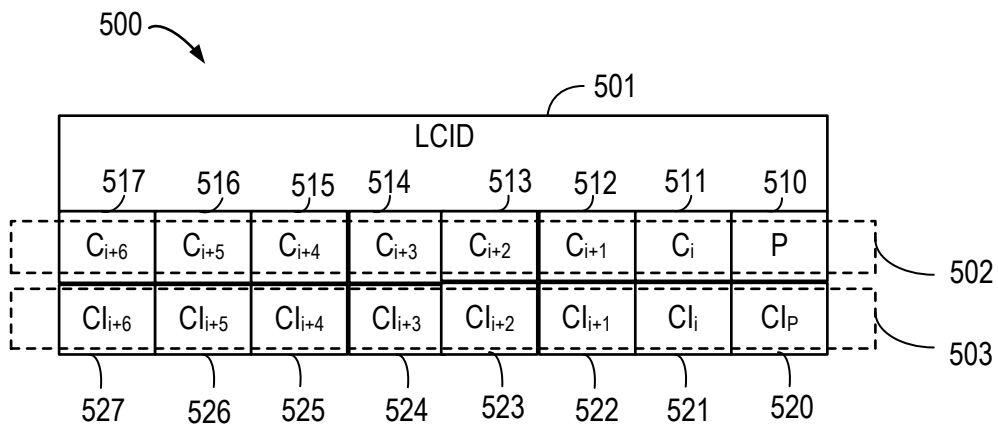 500
501
LCID
517 516 515 514 513 512 511 510
Ci+6 Ci+5 Ci+4 Ci+3 Ci+2 Ci+1 Ci P
502
CIi+6 CIi+5 CIi+4 CIi+3 CIi+2 CIi+1 CIi CIP
503
527 526 525 524 523 522 521 520